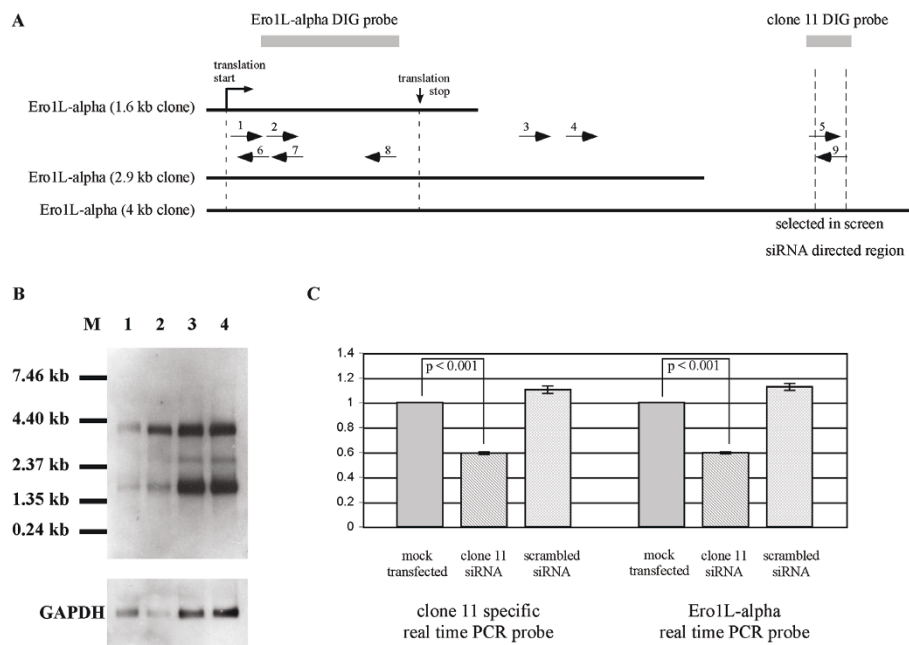 A
Ero1L-alpha DIG probe
clone 11 DIG probe
translation
start
translation
stop
Ero1L-alpha (1.6 kb clone)
1 2 3 4 5
6 7 8 9
Ero1L-alpha (2.9 kb clone)
Ero1L-alpha (4 kb clone)
selected in screen
siRNA directed region
B
M 1 2 3 4
7.46 kb
4.40 kb
2.37 kb
1.35 kb
0.24 kb
GAPDH
C
1.4
1.2
1
0.8
0.6
0.4
0.2
0
p < 0.001
p < 0.001
mock
transfected
clone 11
siRNA
scrambled
siRNA
mock
transfected
clone 11
siRNA
scrambled
siRNA
clone 11 specific
real time PCR probe
Ero1L-alpha
real time PCR probe